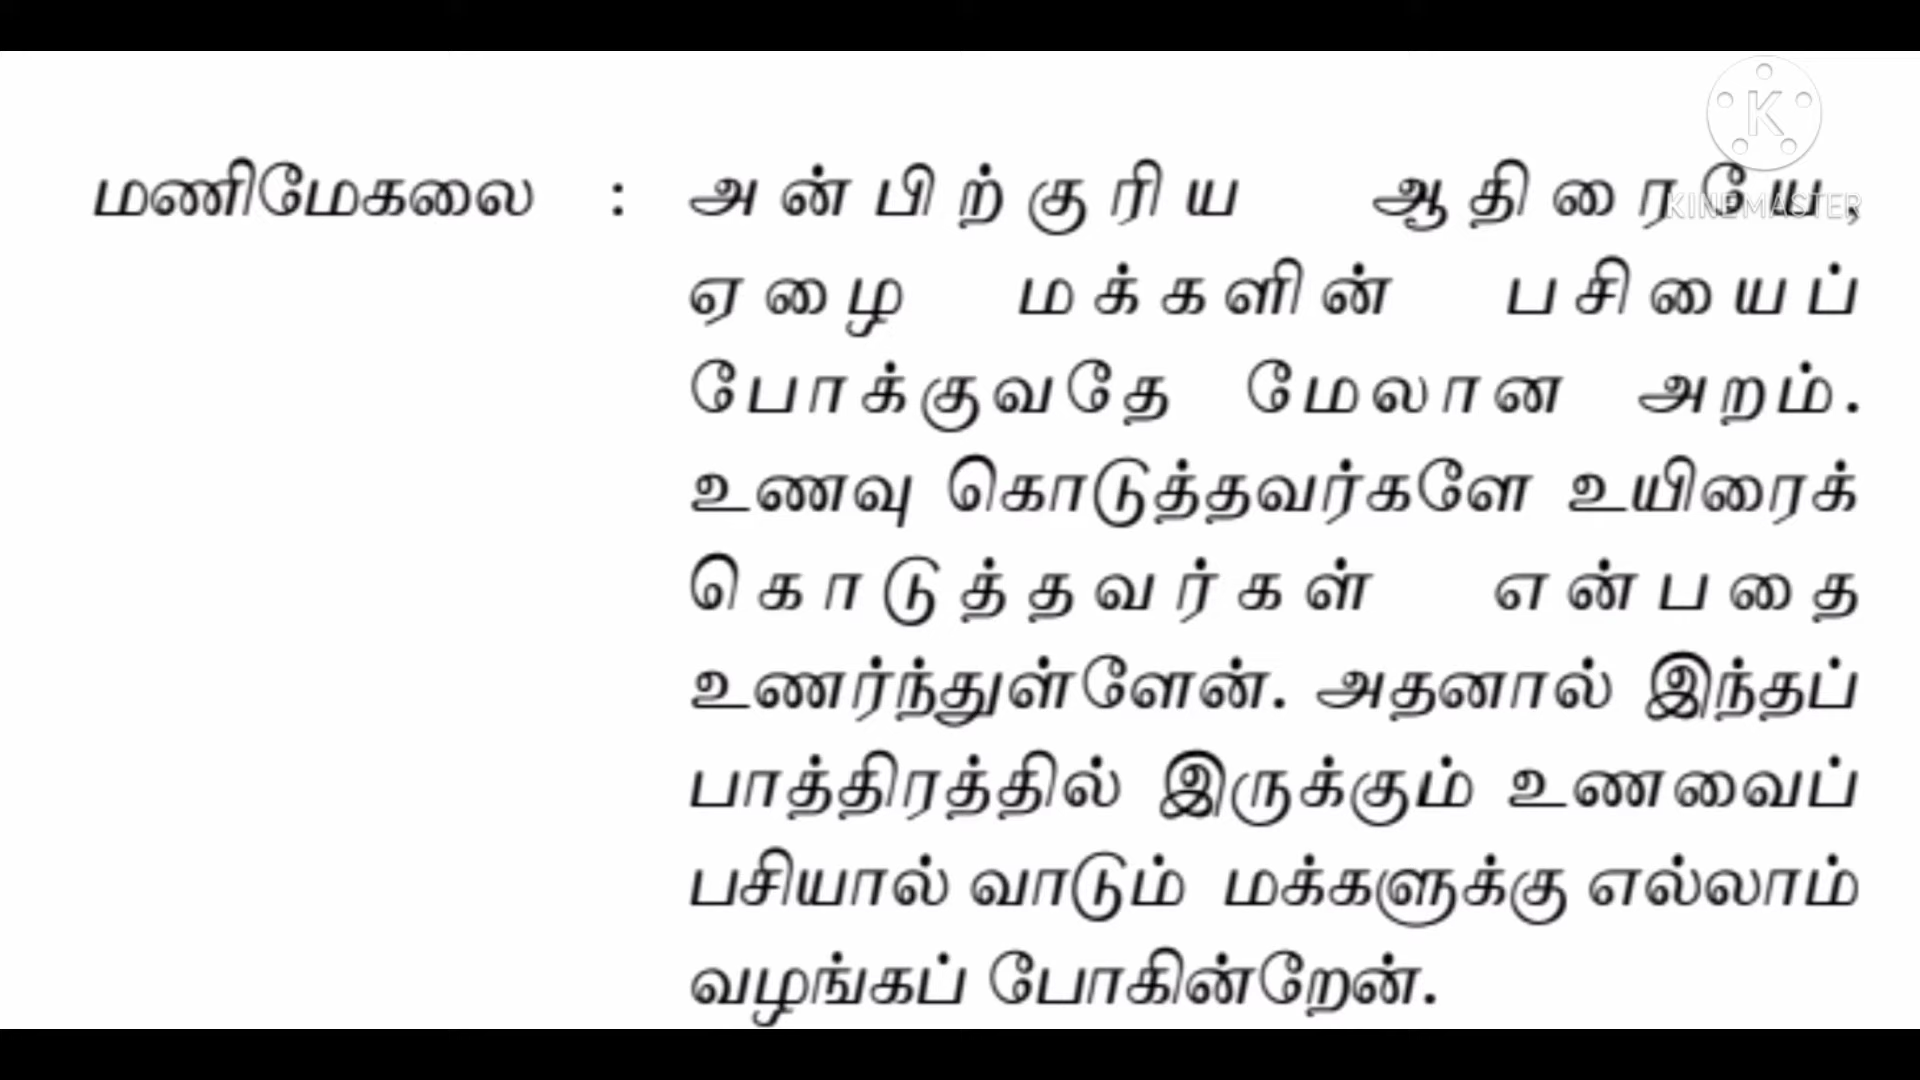 மணிமேகலை : அன்பிற்குரிய ஆதிரையே,
ஏழை மக்களின் பசியைப்
போக்குவதே மேலான அறம்.
உணவு கொடுத்தவர்களே உயிரைக்
கொடுத்தவர்கள் என்பதை
உணர்ந்துள்ளேன். அதனால் இந்தப்
பாத்திரத்தில் இருக்கும் உணவைப்
பசியால் வாடும் மக்களுக்கு எல்லாம்
வழங்கப் போகின்றேன்.
K
KINEMASTER